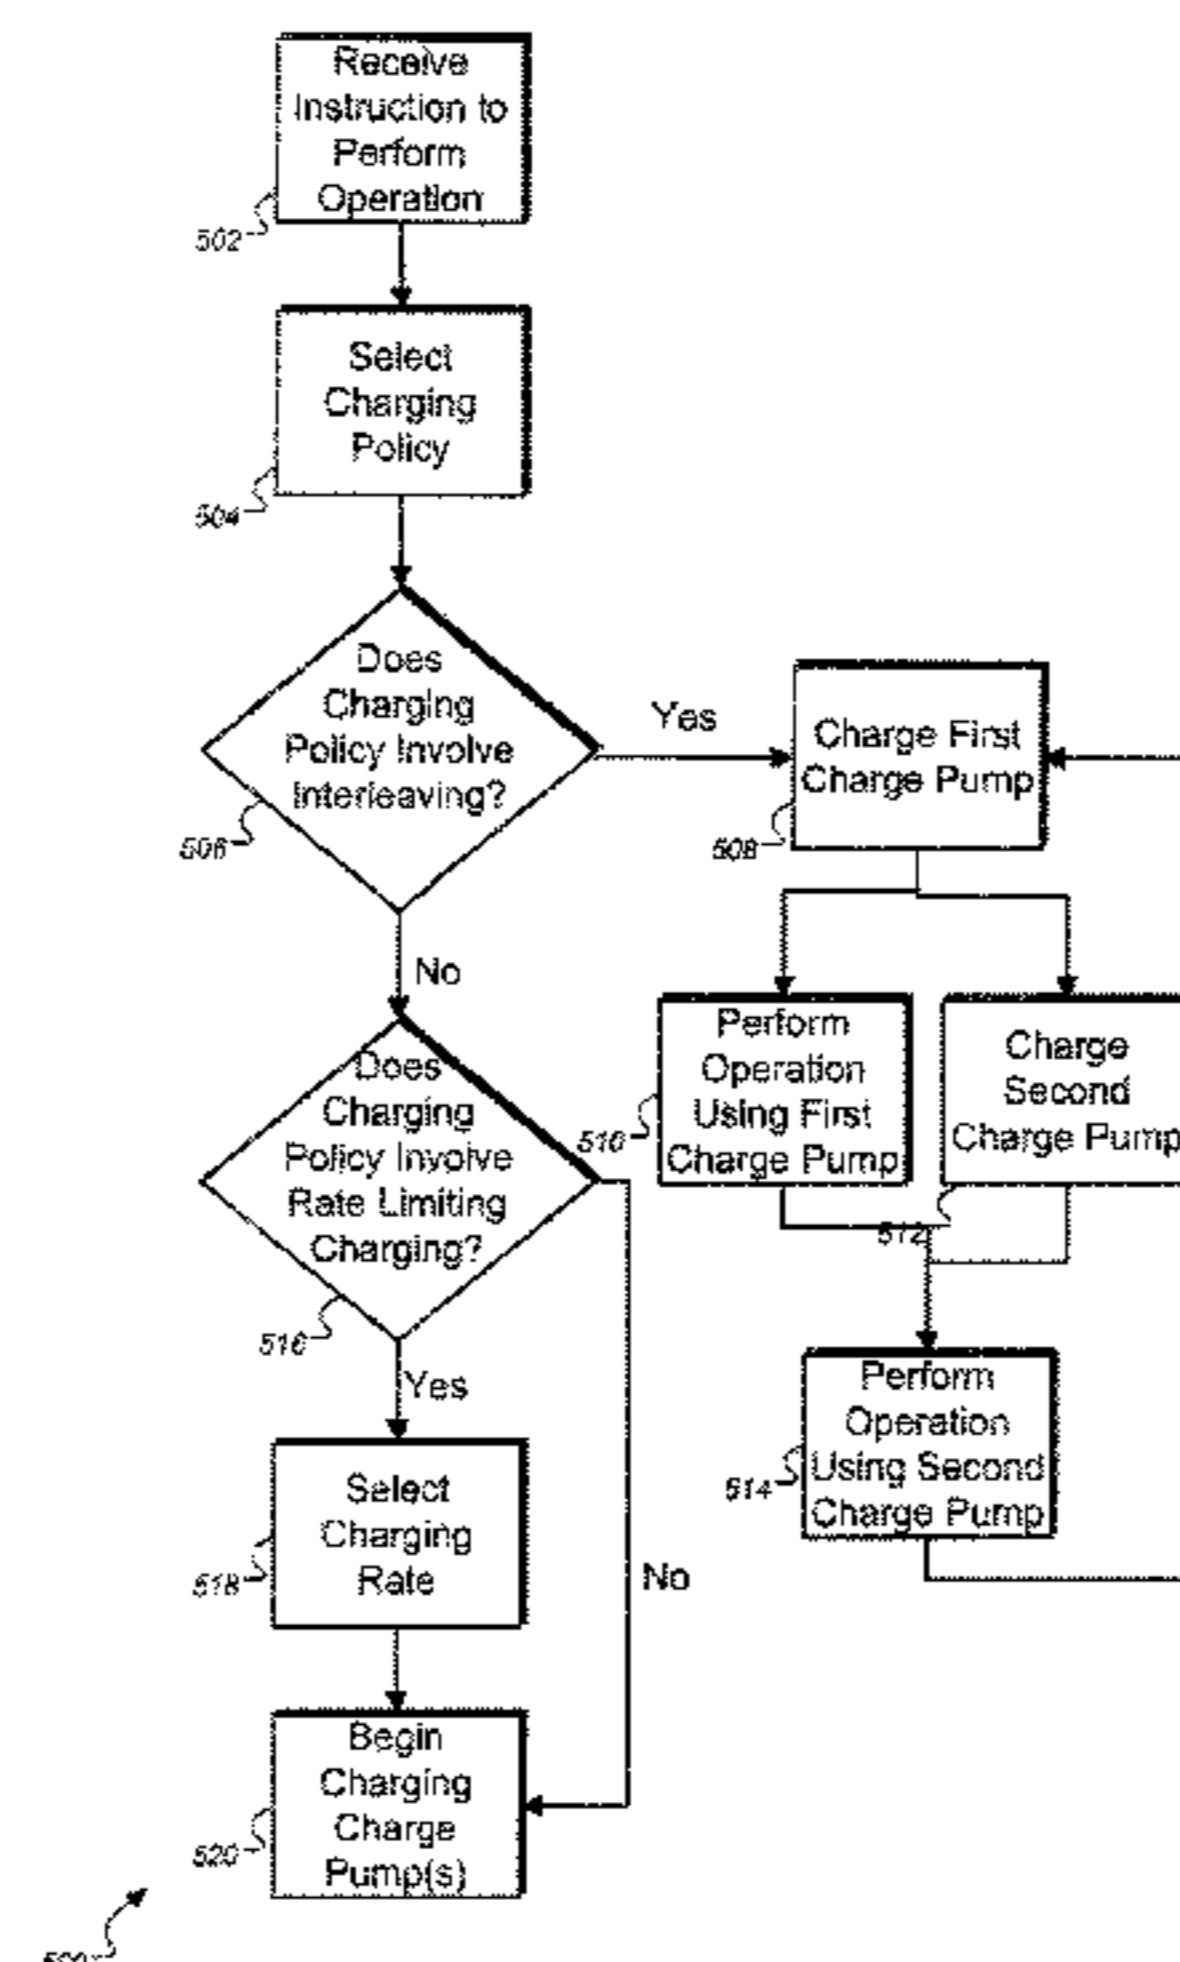 Receive
Instruction to
Perform
Operation
502
Select
Charging
Policy
504
Does
Charging
Policy Involve
Interleaving?
506
Yes
Charge First
Charge Pump
508
No
Perform
Operation
Using First
Charge Pump
510
Charge
Second
Charge Pump
512
Does
Charging
Policy Involve
Rate Limiting
Charging?
516
Yes
Perform
Operation
Using Second
Charge Pump
514
Select
Charging
Rate
518
No
Begin
Charging
Charge
Pump(s)
520